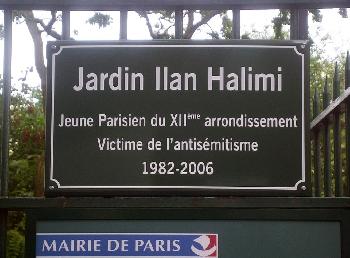 Jardin Ilan Halimi
Jeune Parisien du XIIème arrondissement
Victime de l'antisémitisme
1982-2006
MAIRIE DE PARIS